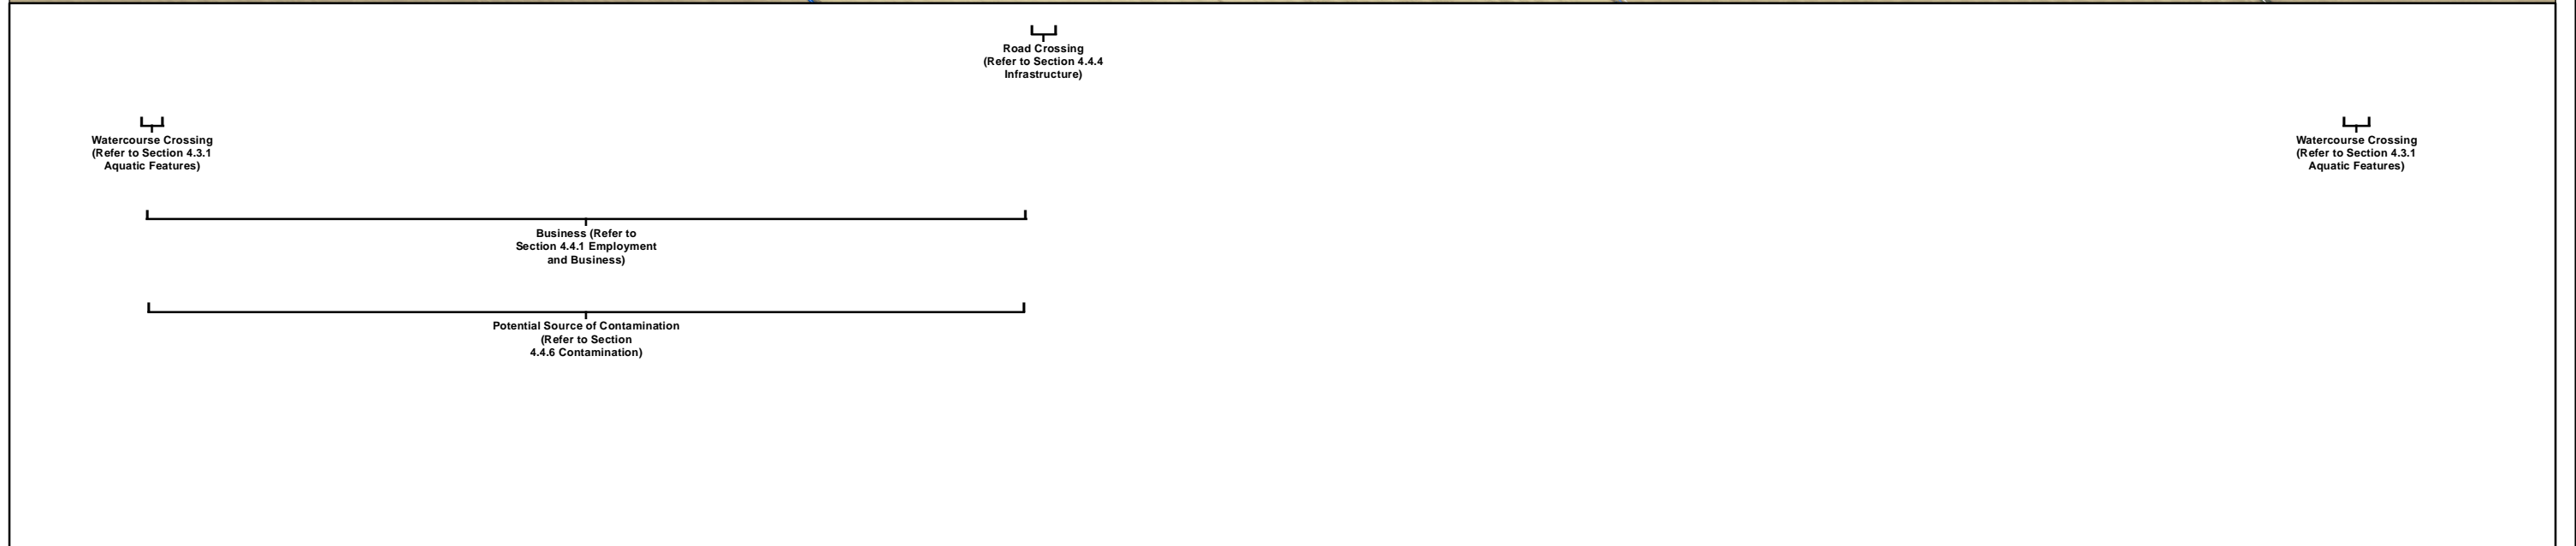 Road Crossing
(Refer to Section 4.4.4
Infrastructure)
Watercourse Crossing
(Refer to Section 4.3.1
Aquatic Features)
Watercourse Crossing
(Refer to Section 4.3.1
Aquatic Features)
Business (Refer to
Section 4.4.1 Employment
and Business)
Potential Source of Contamination
(Refer to Section
4.4.6 Contamination)